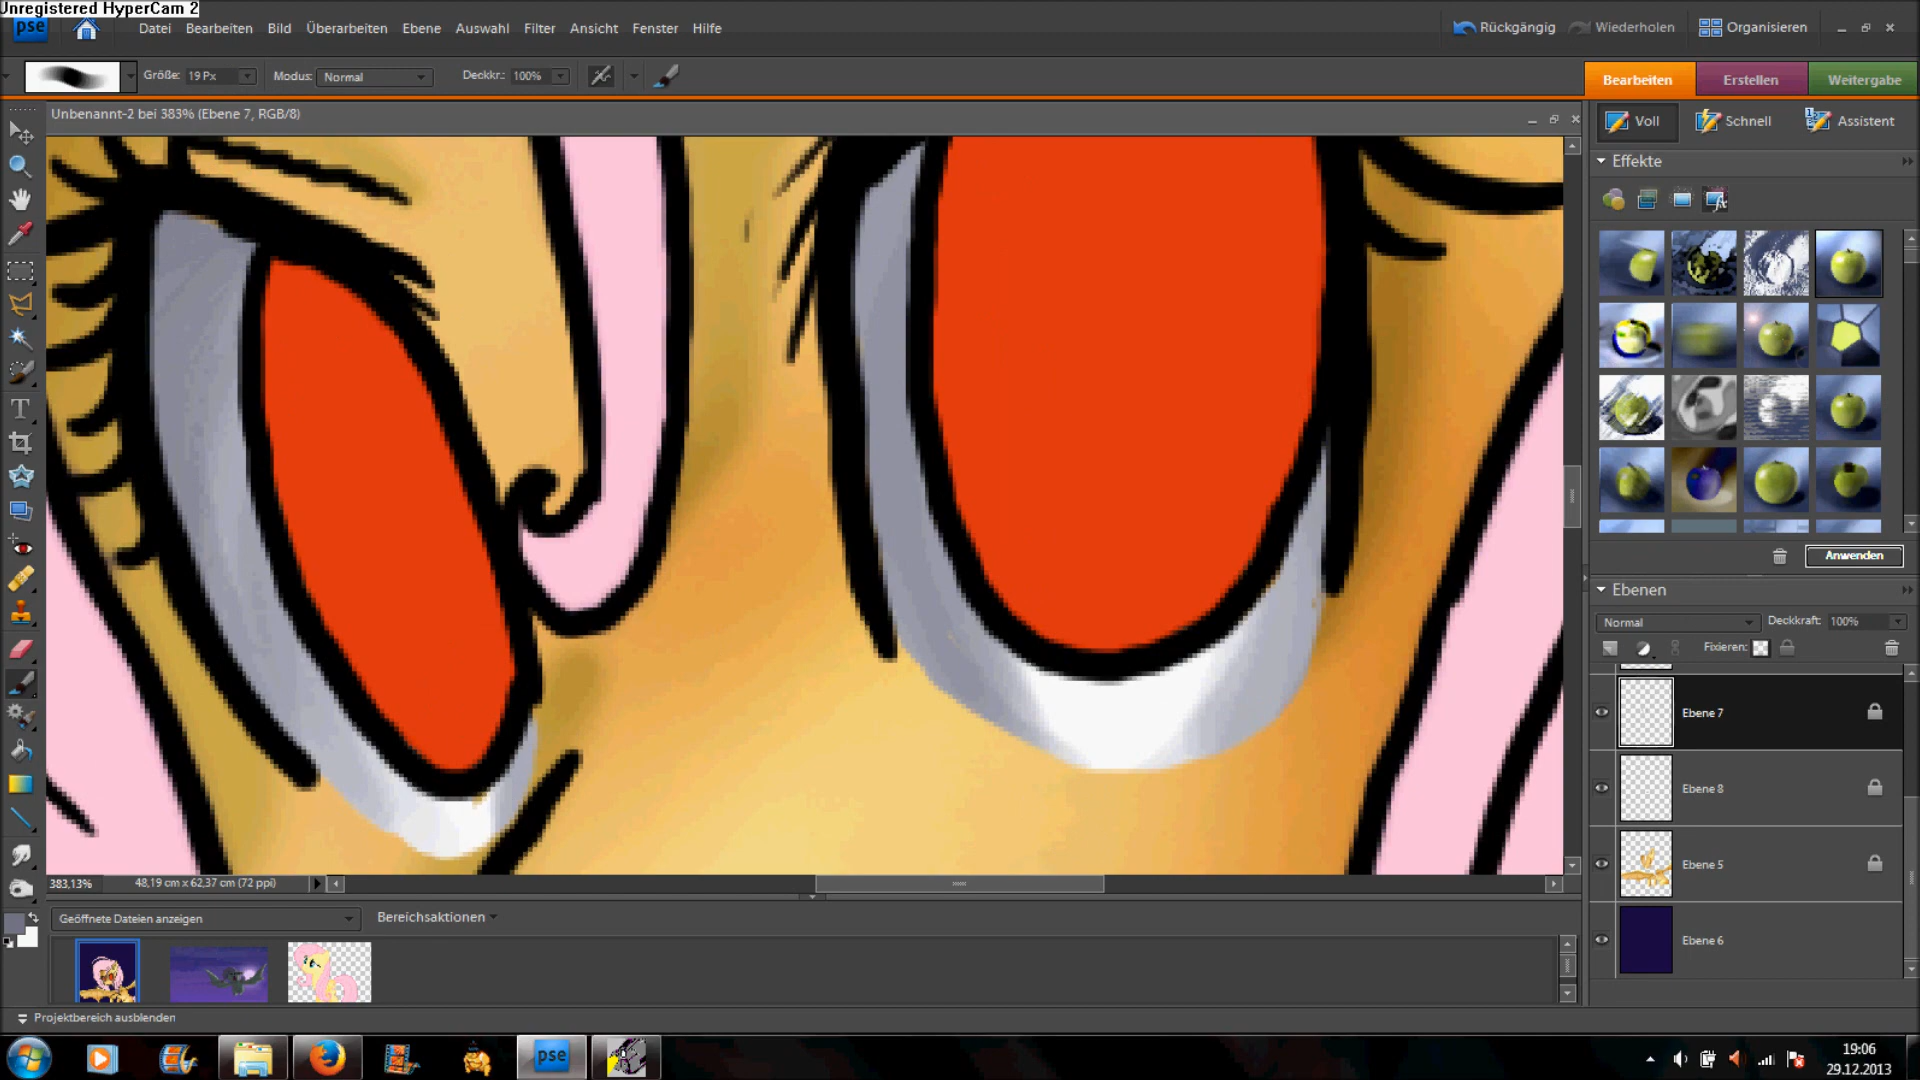 Unregistered HyperCam 2
pse
Datei Bearbeiten Bild Überarbeiten Ebene Auswahl Filter Ansicht Fenster Hilfe
Rückgängig Wiederholen Organisieren
Größe: 19 Px Modus: Normal Deckkr.: 100%
Bearbeiten Erstellen Weitergabe
Unbenannt-2 bei 383% (Ebene 7, RGB/8)
Voll Schnell Assistent
Effekte
Anwenden
Ebenen
Normal Deckkraft: 100%
Fixieren:
Ebene 7
Ebene 8
Ebene 5
Ebene 6
383,13% 48,19 cm x 62,37 cm (72 ppi)
Geöffnete Dateien anzeigen Bereichsaktionen
Projektbereich ausblenden
pse
19:06
29.12.2013